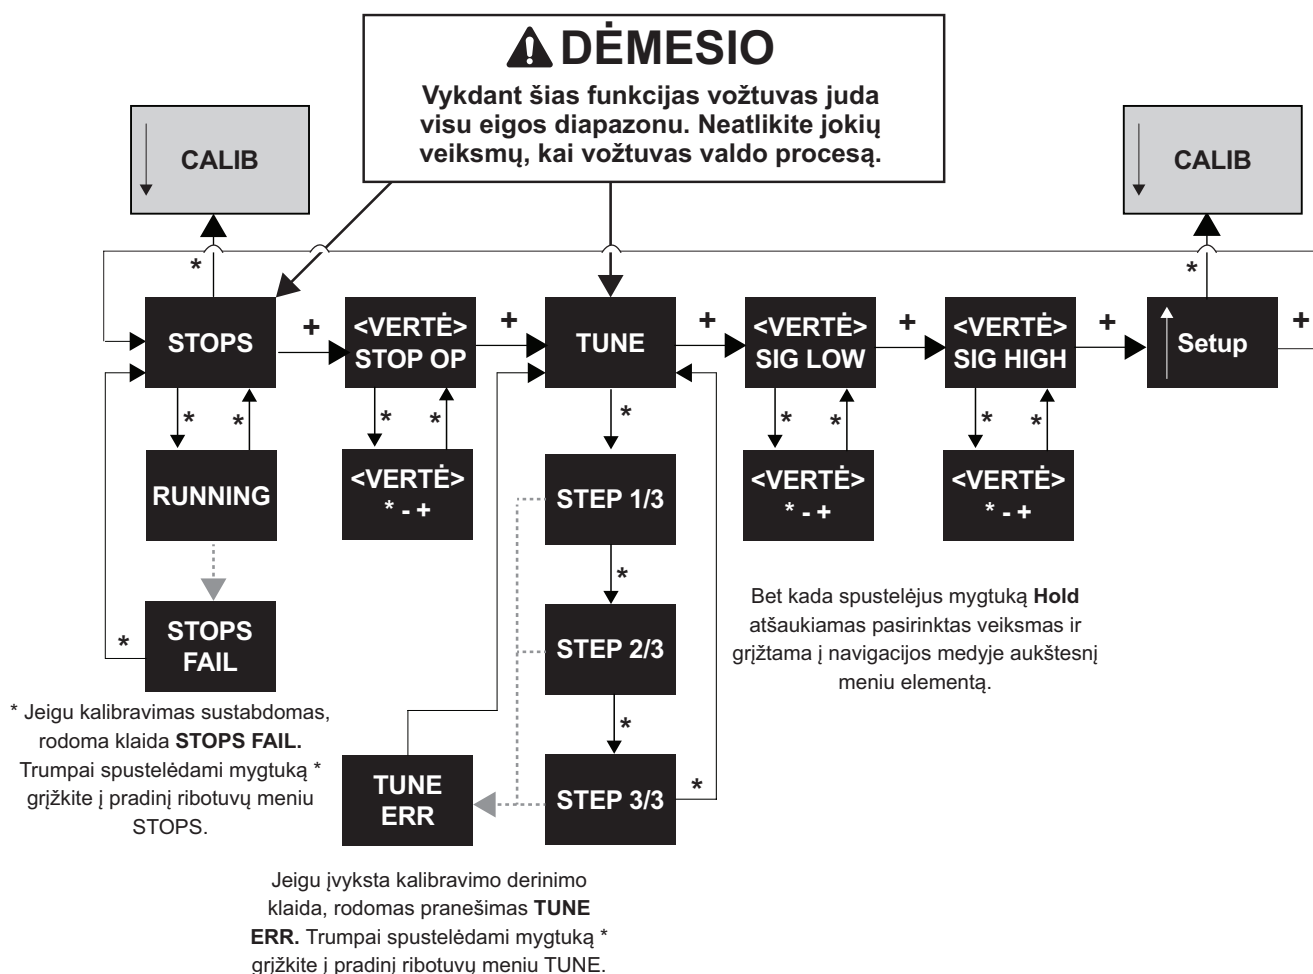 DĖMESIO
Vykdant šias funkcijas vožtuvas juda
visu eigos diapazonu. Neatlikite jokių
veiksmų, kai vožtuvas valdo procesą.
CALIB
CALIB
*
*
STOPS
+
<VERTĖ>
STOP OP
+
TUNE
+
<VERTĖ>
SIG LOW
+
<VERTĖ>
SIG HIGH
+
Setup
+
*
*
*
*
*
*
*
*
*
RUNNING
<VERTĖ>
* - +
STEP 1/3
<VERTĖ>
* - +
<VERTĖ>
* - +
*
STOPS
FAIL
*
STEP 2/3
Bet kada spustelėjus mygtuką Hold
atšaukiamas pasirinktas veiksmas ir
grįžtama į navigacijos medyje aukštesnį
meniu elementą.
* Jeigu kalibravimas sustabdomas,
rodoma klaida STOPS FAIL.
Trumpai spustelėdami mygtuką *
grįžkite į pradinį ribotuvų meniu
STOPS.
*
TUNE
ERR
STEP 3/3
*
Jeigu įvyksta kalibravimo derinimo
klaida, rodomas pranešimas TUNE
ERR. Trumpai spustelėdami mygtuką *
grįžkite į pradinį ribotuvų meniu TUNE.